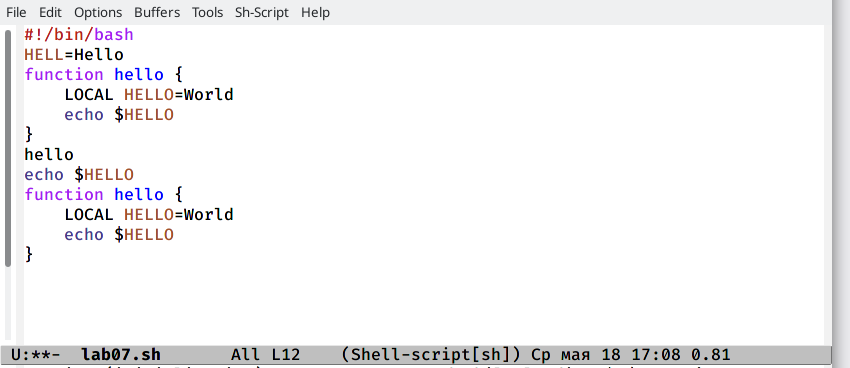 File Edit Options Buffers Tools Sh-Script Help
#!/bin/bash
HELL=Hello
function hello {
    LOCAL HELLO=World
    echo $HELLO
}
hello
echo $HELLO
function hello {
    LOCAL HELLO=World
    echo $HELLO
}
U:**- lab07.sh All L12 (Shell-script[sh]) Ср мая 18 17:08 0.81